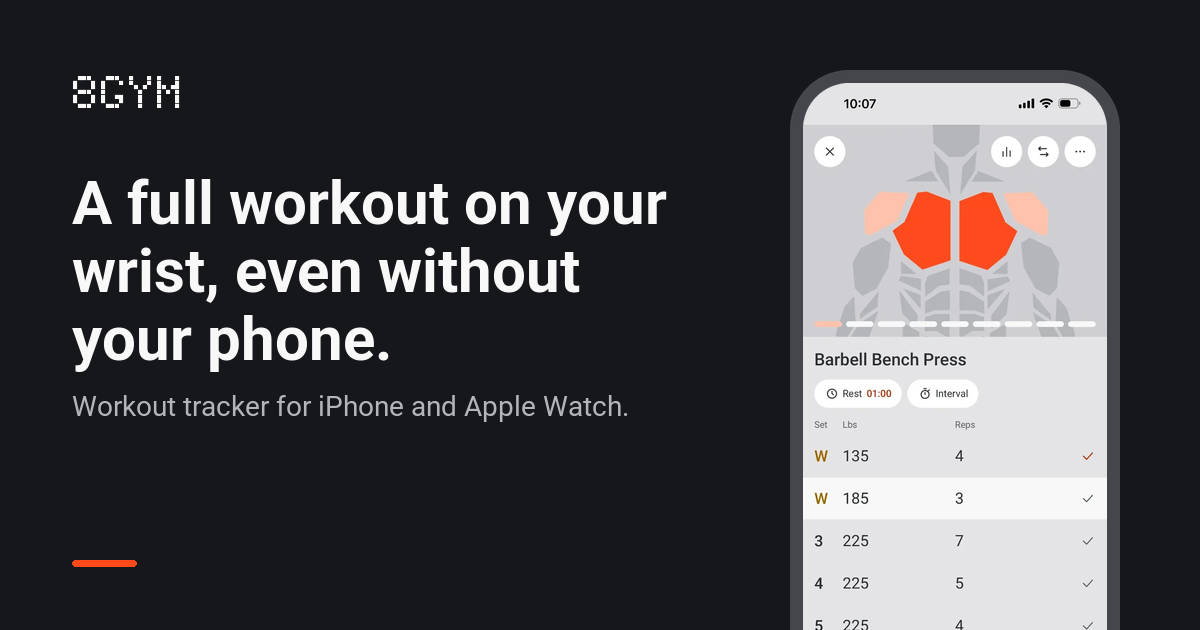 8GYM
A full workout on your
wrist, even without
your phone.
Workout tracker for iPhone and Apple Watch.
10:07
Barbell Bench Press
Rest 01:00 Interval
Set Lbs Reps
W 135 4
W 185 3
3 225 7
4 225 5
5 225 4